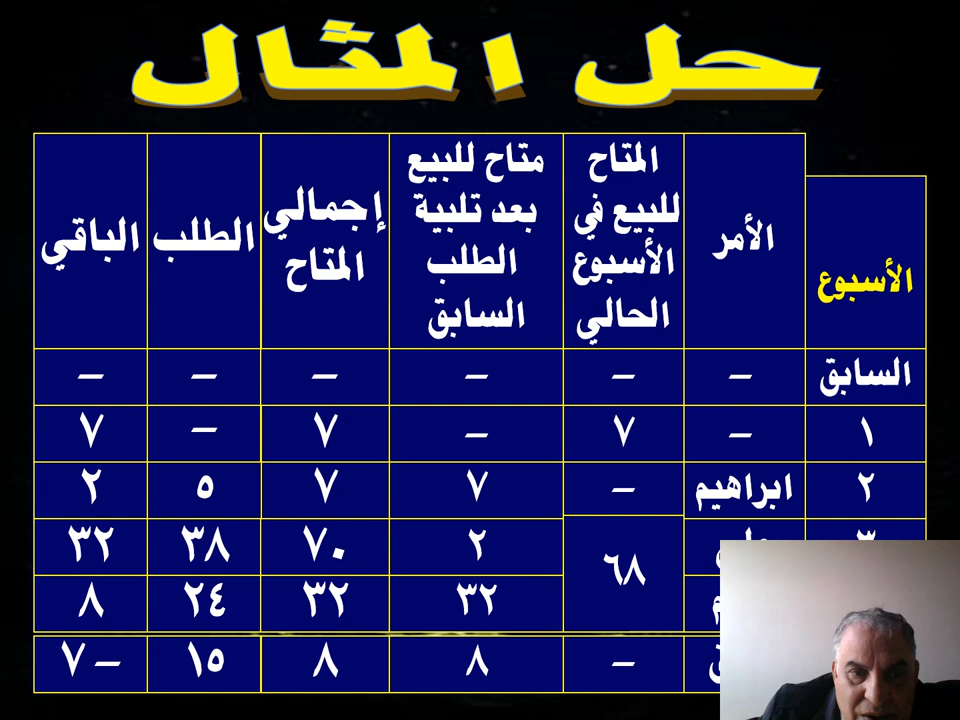 حل المثال
الأسبوع
الأمر
المتاح
للبيع في
الأسبوع
الحالي
متاح للبيع
بعد تلبية
الطلب
السابق
إجمالي
المتاح
الطلب
الباقي
السابق – – – – – –
١ – ٧ – ٧ – ٧
٢ ابراهيم – ٧ ٧ ٥ ٢
٦٨ ٢ ٧٠ ٣٨ ٣٢
٣٢ ٣٢ ٢٤ ٨
– ٨ ٨ ١٥ – ٧